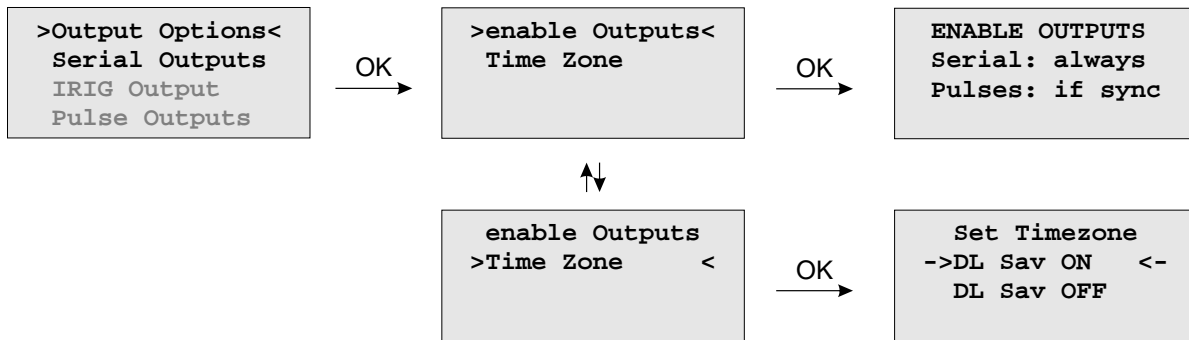 >Output Options<
Serial Outputs
IRIG Output
Pulse Outputs
OK
>enable Outputs<
Time Zone
OK
ENABLE OUTPUTS
Serial: always
Pulses: if sync
enable Outputs
>Time Zone <
OK
Set Timezone
->DL Sav ON <-
DL Sav OFF